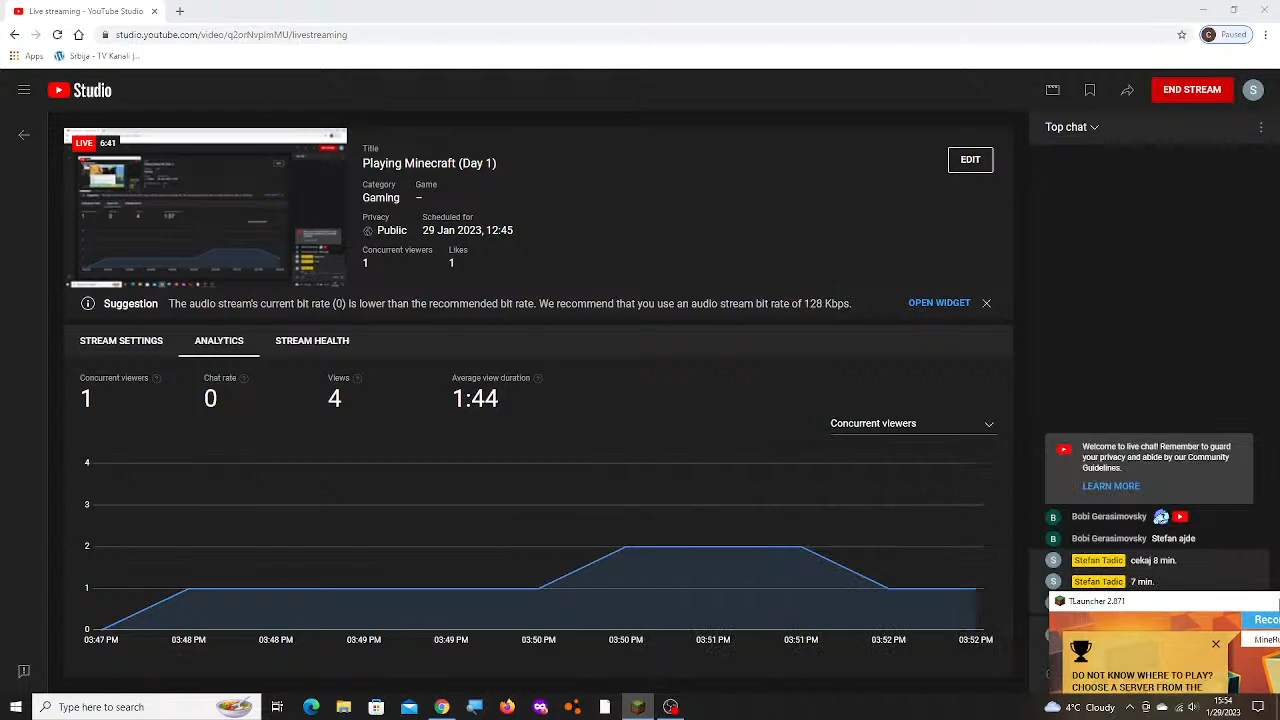 Live streaming - YouTube Studio
studio.youtube.com/video/q2orNvpImMU/livestreaming
Paused
Apps
Srbija - TV Kanali |...
Studio
END STREAM
S
LIVE 6:41
Title
Playing Minecraft (Day 1)
EDIT
Category Game
Gaming –
Privacy Scheduled for
Public 29 Jan 2023, 12:45
Concurrent viewers Likes
1 1
Suggestion The audio stream's current bit rate (0) is lower than the recommended bit rate. We recommend that you use an audio stream bit rate of 128 Kbps.
OPEN WIDGET
STREAM SETTINGS ANALYTICS STREAM HEALTH
Concurrent viewers Chat rate Views Average view duration
1 0 4 1:44
Concurrent viewers
4
3
2
1
0
03:47 PM 03:48 PM 03:48 PM 03:49 PM 03:49 PM 03:50 PM 03:50 PM 03:51 PM 03:51 PM 03:52 PM 03:52 PM
Top chat
Welcome to live chat! Remember to guard
your privacy and abide by our Community
Guidelines.
LEARN MORE
B Bobi Gerasimovsky
B Bobi Gerasimovsky Stefan ajde
S Stefan Tadic cekaj 8 min.
S Stefan Tadic 7 min.
TLauncher 2.871
Reco
MineRu
DO NOT KNOW WHERE TO PLAY?
CHOOSE A SERVER FROM THE
Type here to search
4°C Cloudy
15:54
1/29/2023